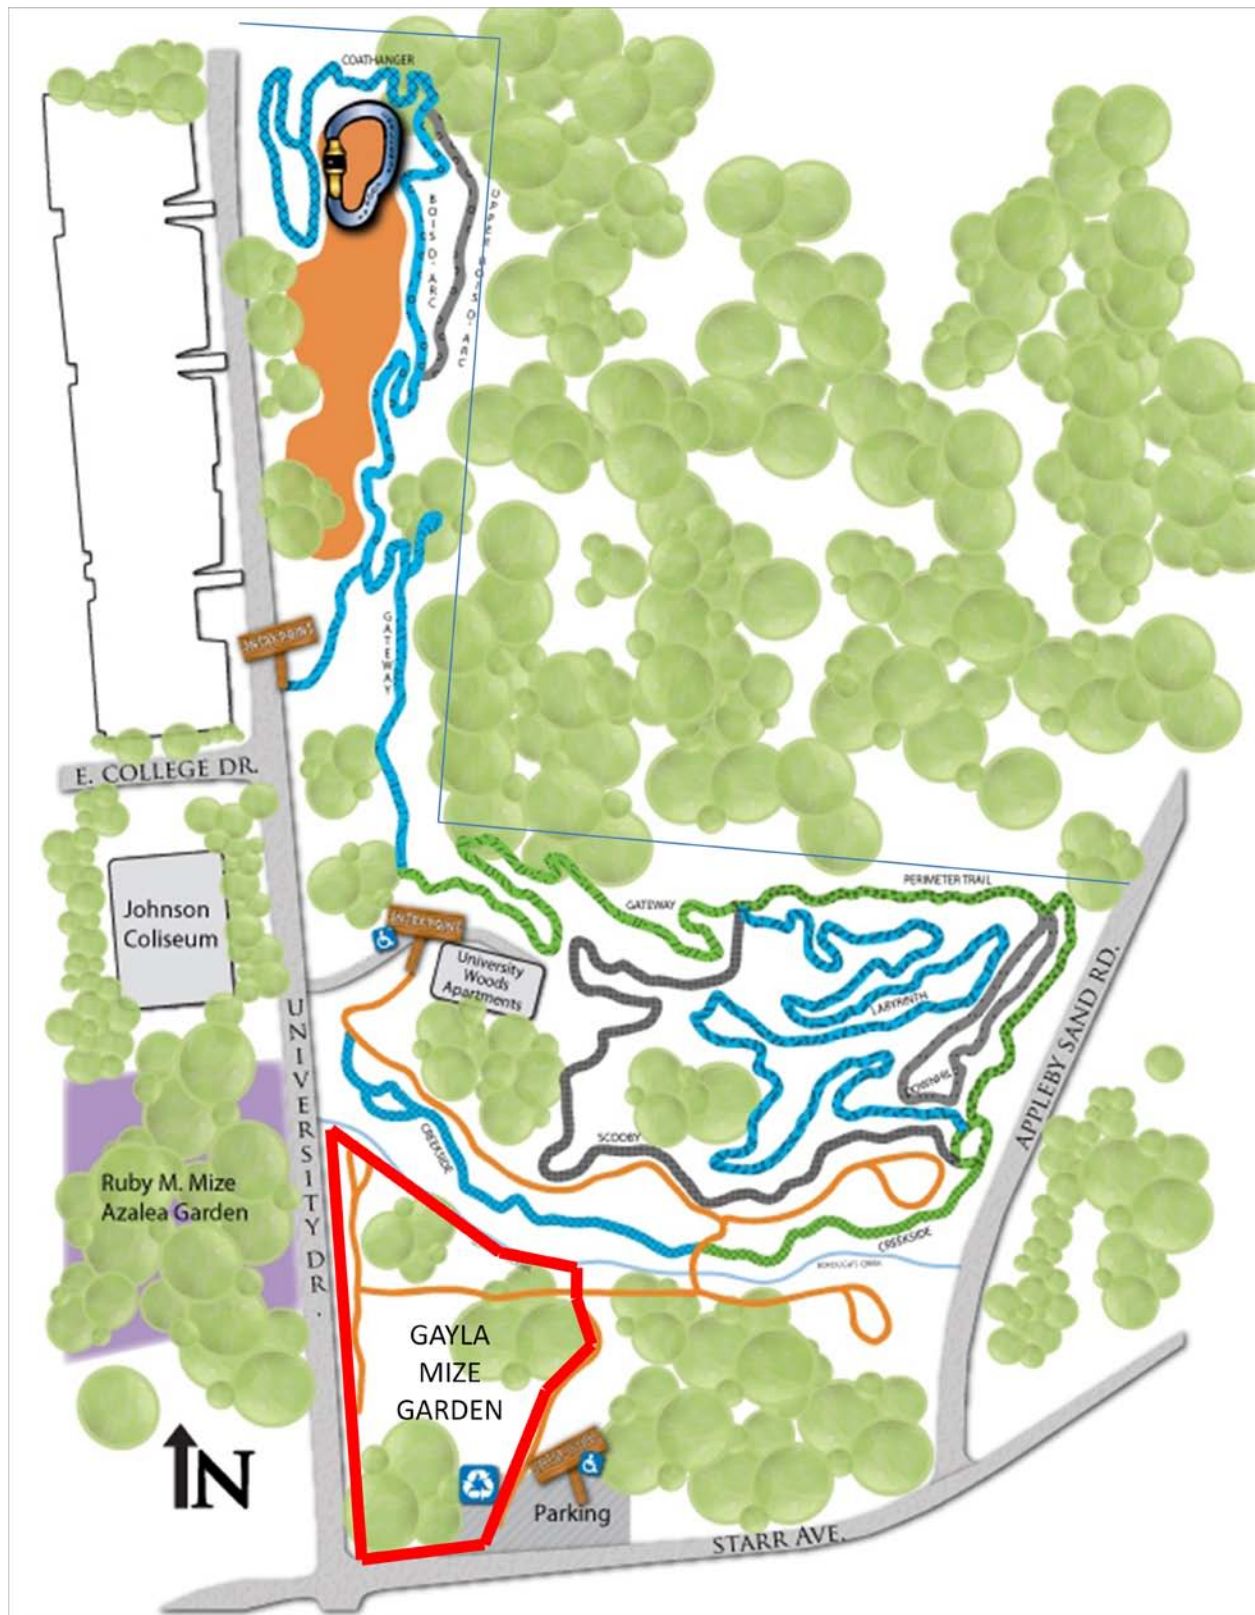 COATHANGER
BOIS D'ARC
UPPER BOIS D'ARC
GATEWAY
E. COLLEGE DR.
PERIMETER TRAIL
GATEWAY
Johnson
Coliseum
University
Woods
Apartments
LABYRINTH
DOWNHILL
APPLEBY SAND RD.
UNIVERSITY DR.
SCOOBY
CREEKSIDE
Ruby M. Mize
Azalea Garden
CREEKSIDE
GAYLA
MIZE
GARDEN
N
Parking
STARR AVE.